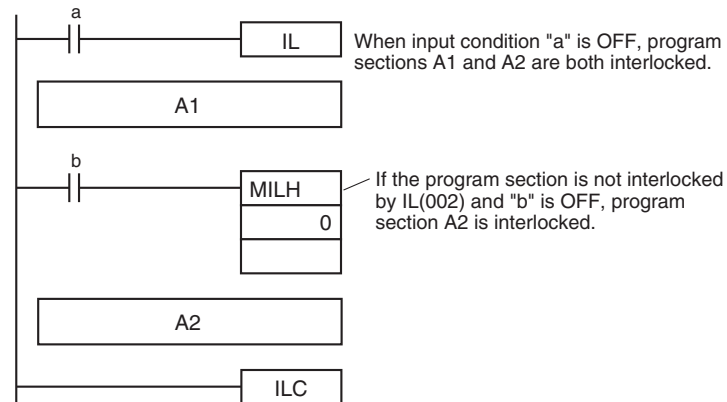 a
IL
When input condition "a" is OFF, program
sections A1 and A2 are both interlocked.
A1
b
MILH
0
If the program section is not interlocked
by IL(002) and "b" is OFF, program
section A2 is interlocked.
A2
ILC